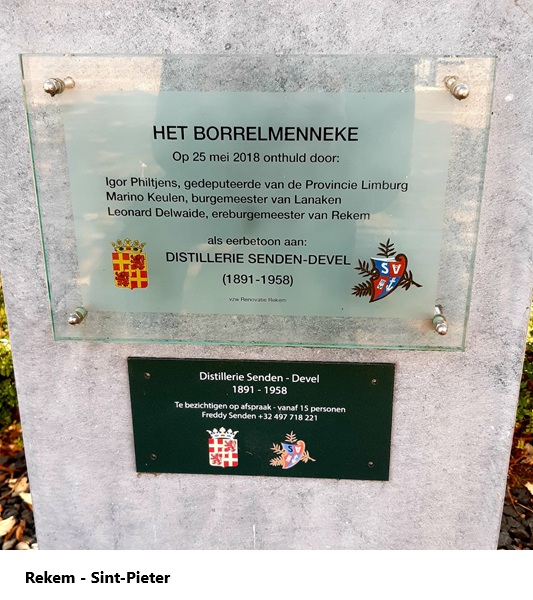 HET BORRELMENNEKE
Op 25 mei 2018 onthuld door:
Igor Philtjens, gedeputeerde van de Provincie Limburg
Marino Keulen, burgemeester van Lanaken
Leonard Delwaide, ereburgemeester van Rekem
als eerbetoon aan:
DISTILLERIE SENDEN-DEVEL
(1891-1958)
vzw Renovatie Rekem
Distillerie Senden - Devel
1891 - 1958
Te bezichtigen op afspraak - vanaf 15 personen
Freddy Senden +32 497 718 221
Rekem - Sint-Pieter